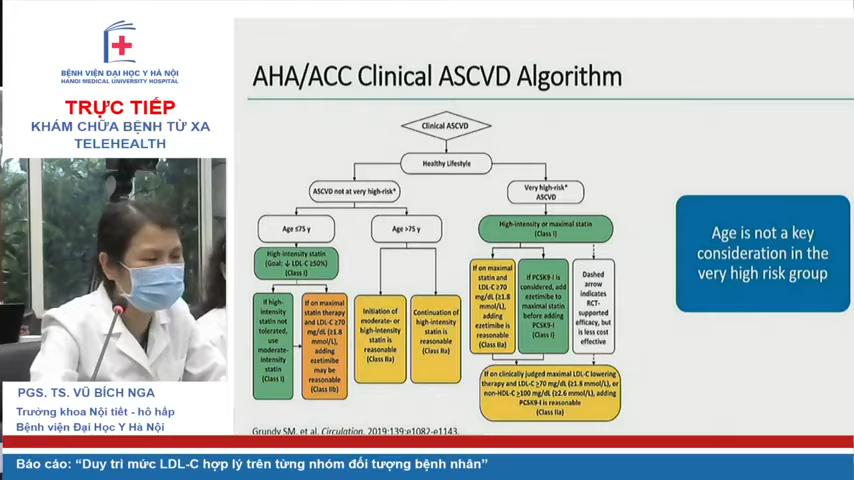 BỆNH VIỆN ĐẠI HỌC Y HÀ NỘI
HANOI MEDICAL UNIVERSITY HOSPITAL
TRỰC TIẾP
KHÁM CHỮA BỆNH TỪ XA
TELEHEALTH
PGS. TS. VŨ BÍCH NGA
Trưởng khoa Nội tiết - hô hấp
Bệnh viện Đại Học Y Hà Nội
AHA/ACC Clinical ASCVD Algorithm
Clinical ASCVD
Healthy Lifestyle
ASCVD not at very high-risk*
Very high-risk*
ASCVD
Age ≤75 y
Age >75 y
High-intensity or maximal statin
(Class I)
High-intensity statin
(Goal: ↓ LDL-C ≥50%)
(Class I)
If high-
intensity
statin not
tolerated,
use
moderate-
intensity
statin
(Class I)
If on maximal
statin therapy
and LDL-C ≥70
mg/dL (≥1.8
mmol/L),
adding
ezetimibe may
be
reasonable
(Class IIb)
Initiation of
moderate- or
high-intensity
statin is
reasonable
(Class IIa)
Continuation of
high-intensity
statin is
reasonable
(Class IIa)
If on maximal
statin and
LDL-C ≥70
mg/dL (≥1.8
mmol/L),
adding
ezetimibe is
reasonable
(Class IIa)
If PCSK9-I is
considered, add
ezetimibe to
maximal statin
before adding
PCSK9-I
(Class I)
Dashed
arrow
indicates
RCT-
supported
efficacy, but
is less cost
effective
If on clinically judged maximal LDL-C lowering
therapy and LDL-C ≥70 mg/dL (≥1.8 mmol/L), or
non-HDL-C ≥100 mg/dL (≥2.6 mmol/L), adding
PCSK9-I is reasonable
(Class IIa)
Age is not a key
consideration in the
very high risk group
Grundy SM, et al. Circulation. 2019;139:e1082-e1143.
Báo cáo: “Duy trì mức LDL-C hợp lý trên từng nhóm đối tượng bệnh nhân”